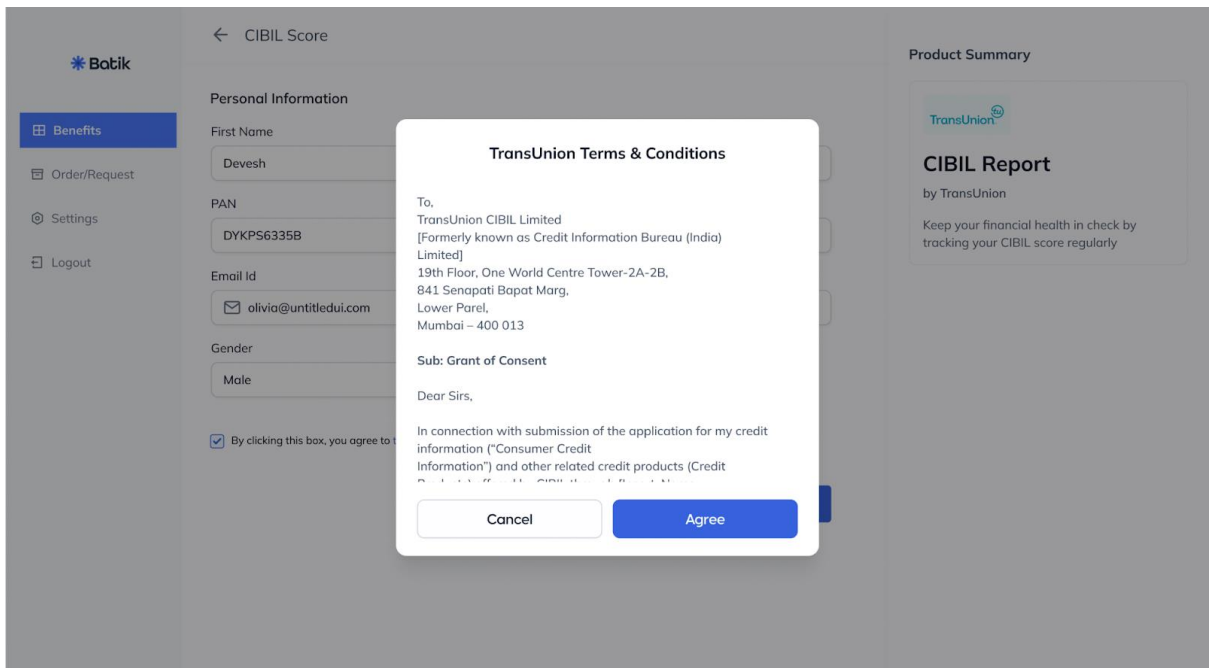 Batik
Benefits
Order/Request
Settings
Logout
CIBIL Score
Personal Information
First Name
Devesh
PAN
DYKPS6335B
Email Id
olivia@untitledui.com
Gender
Male
By clicking this box, you agree to
TransUnion Terms & Conditions
To,
TransUnion CIBIL Limited
[Formerly known as Credit Information Bureau (India)
Limited]
19th Floor, One World Centre Tower-2A-2B,
841 Senapati Bapat Marg,
Lower Parel,
Mumbai – 400 013
Sub: Grant of Consent
Dear Sirs,
In connection with submission of the application for my credit
information (“Consumer Credit
Information”) and other related credit products (Credit
Cancel
Agree
Product Summary
TransUnion
tu
CIBIL Report
by TransUnion
Keep your financial health in check by
tracking your CIBIL score regularly